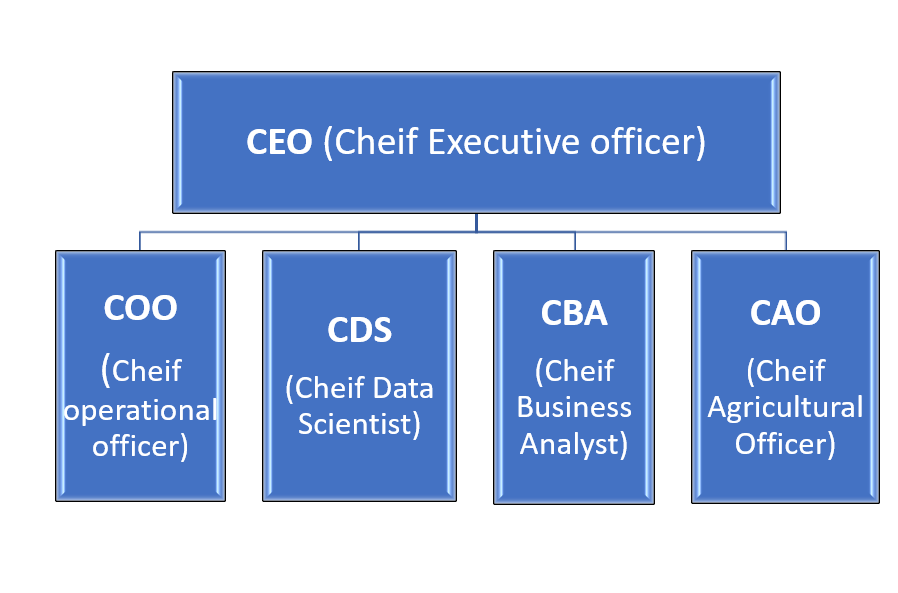 CEO (Cheif Executive officer)
COO
(Cheif
operational
officer)
CDS
(Cheif Data
Scientist)
CBA
(Cheif
Business
Analyst)
CAO
(Cheif
Agricultural
Officer)